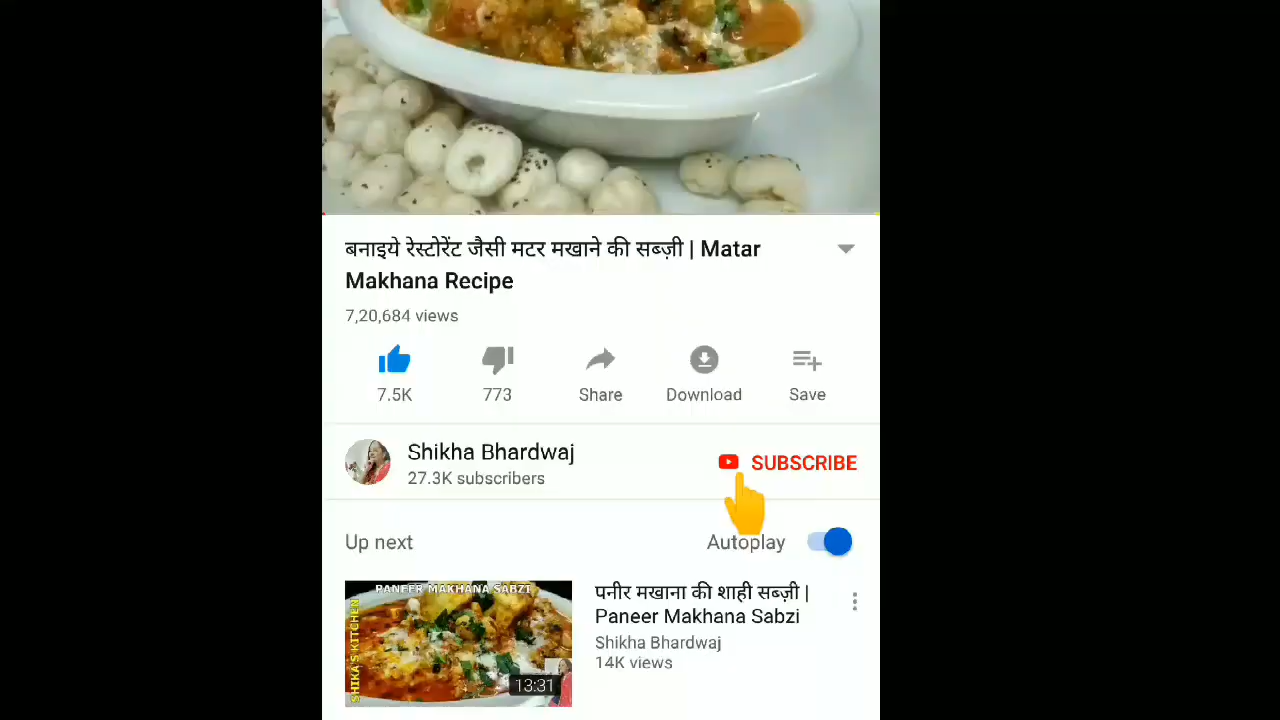 बनाइये रेस्टोरेंट जैसी मटर मखाने की सब्ज़ी | Matar
Makhana Recipe
7,20,684 views
7.5K
773
Share
Download
Save
Shikha Bhardwaj
27.3K subscribers
SUBSCRIBE
Up next
Autoplay
PANEER MAKHANA SABZI
SHIKA'S KITCHEN
13:31
पनीर मखाना की शाही सब्ज़ी |
Paneer Makhana Sabzi
Shikha Bhardwaj
14K views